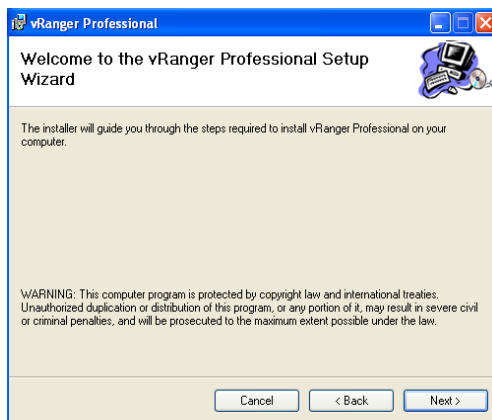 vRanger Professional
Welcome to the vRanger Professional Setup
Wizard
The installer will guide you through the steps required to install vRanger Professional on your
computer.
WARNING: This computer program is protected by copyright law and international treaties.
Unauthorized duplication or distribution of this program, or any portion of it, may result in severe civil
or criminal penalties, and will be prosecuted to the maximum extent possible under the law.
Cancel < Back Next >